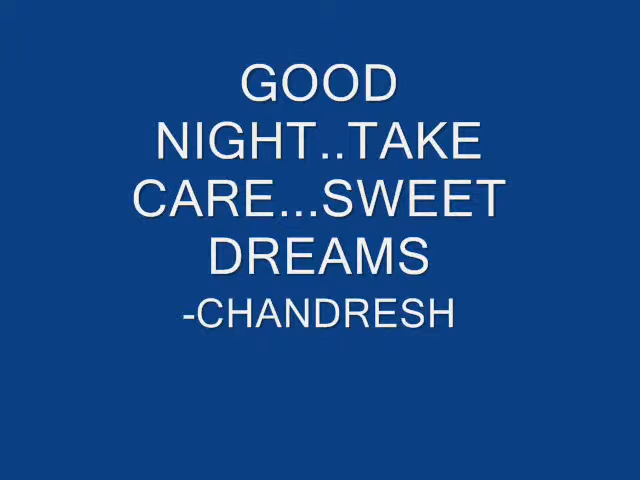 GOOD
NIGHT..TAKE
CARE...SWEET
DREAMS
-CHANDRESH